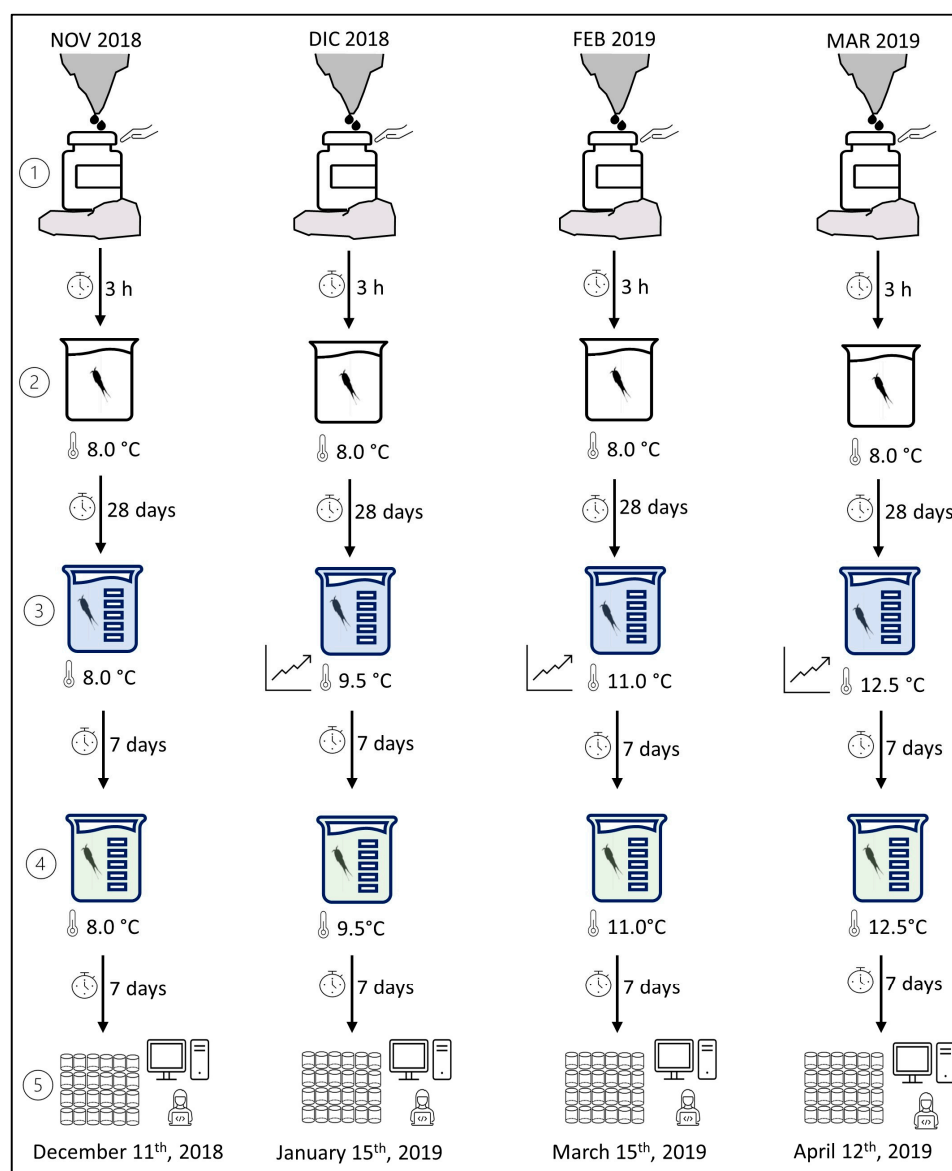 NOV 2018 DIC 2018 FEB 2019 MAR 2019
1
3 h 3 h 3 h 3 h
2
8.0 °C 8.0 °C 8.0 °C 8.0 °C
28 days 28 days 28 days 28 days
3
8.0 °C 9.5 °C 11.0 °C 12.5 °C
7 days 7 days 7 days 7 days
4
8.0 °C 9.5°C 11.0°C 12.5°C
7 days 7 days 7 days 7 days
5
December 11th, 2018 January 15th, 2019 March 15th, 2019 April 12th, 2019